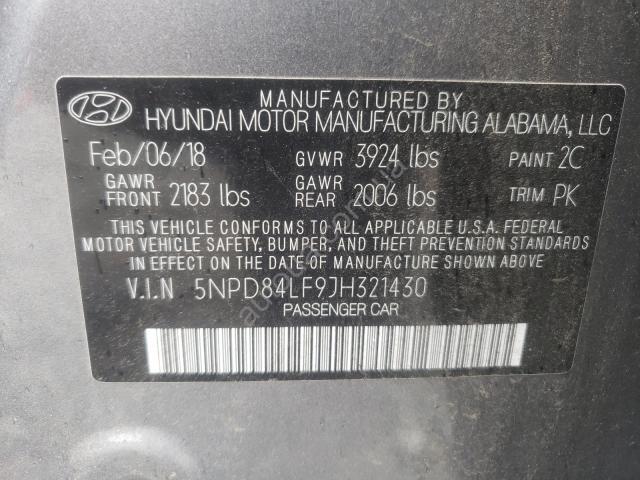 MANUFACTURED BY
HYUNDAI MOTOR MANUFACTURING ALABAMA, LLC
Feb/06/18 GVWR 3924 lbs PAINT 2C
GAWR FRONT 2183 lbs GAWR REAR 2006 lbs TRIM PK
THIS VEHICLE CONFORMS TO ALL APPLICABLE U.S.A. FEDERAL
MOTOR VEHICLE SAFETY, BUMPER, AND THEFT PREVENTION STANDARDS
IN EFFECT ON THE DATE OF MANUFACTURE SHOWN ABOVE.
V.I.N 5NPD84LF9JH321430
PASSENGER CAR